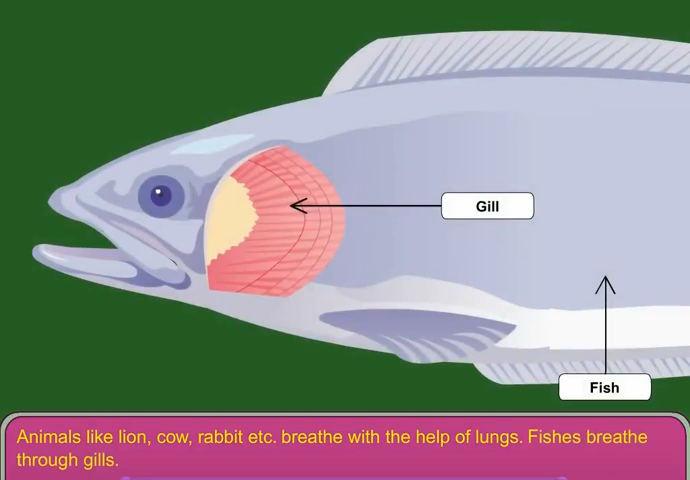 Gill
Fish
Animals like lion, cow, rabbit etc. breathe with the help of lungs. Fishes breathe
through gills.